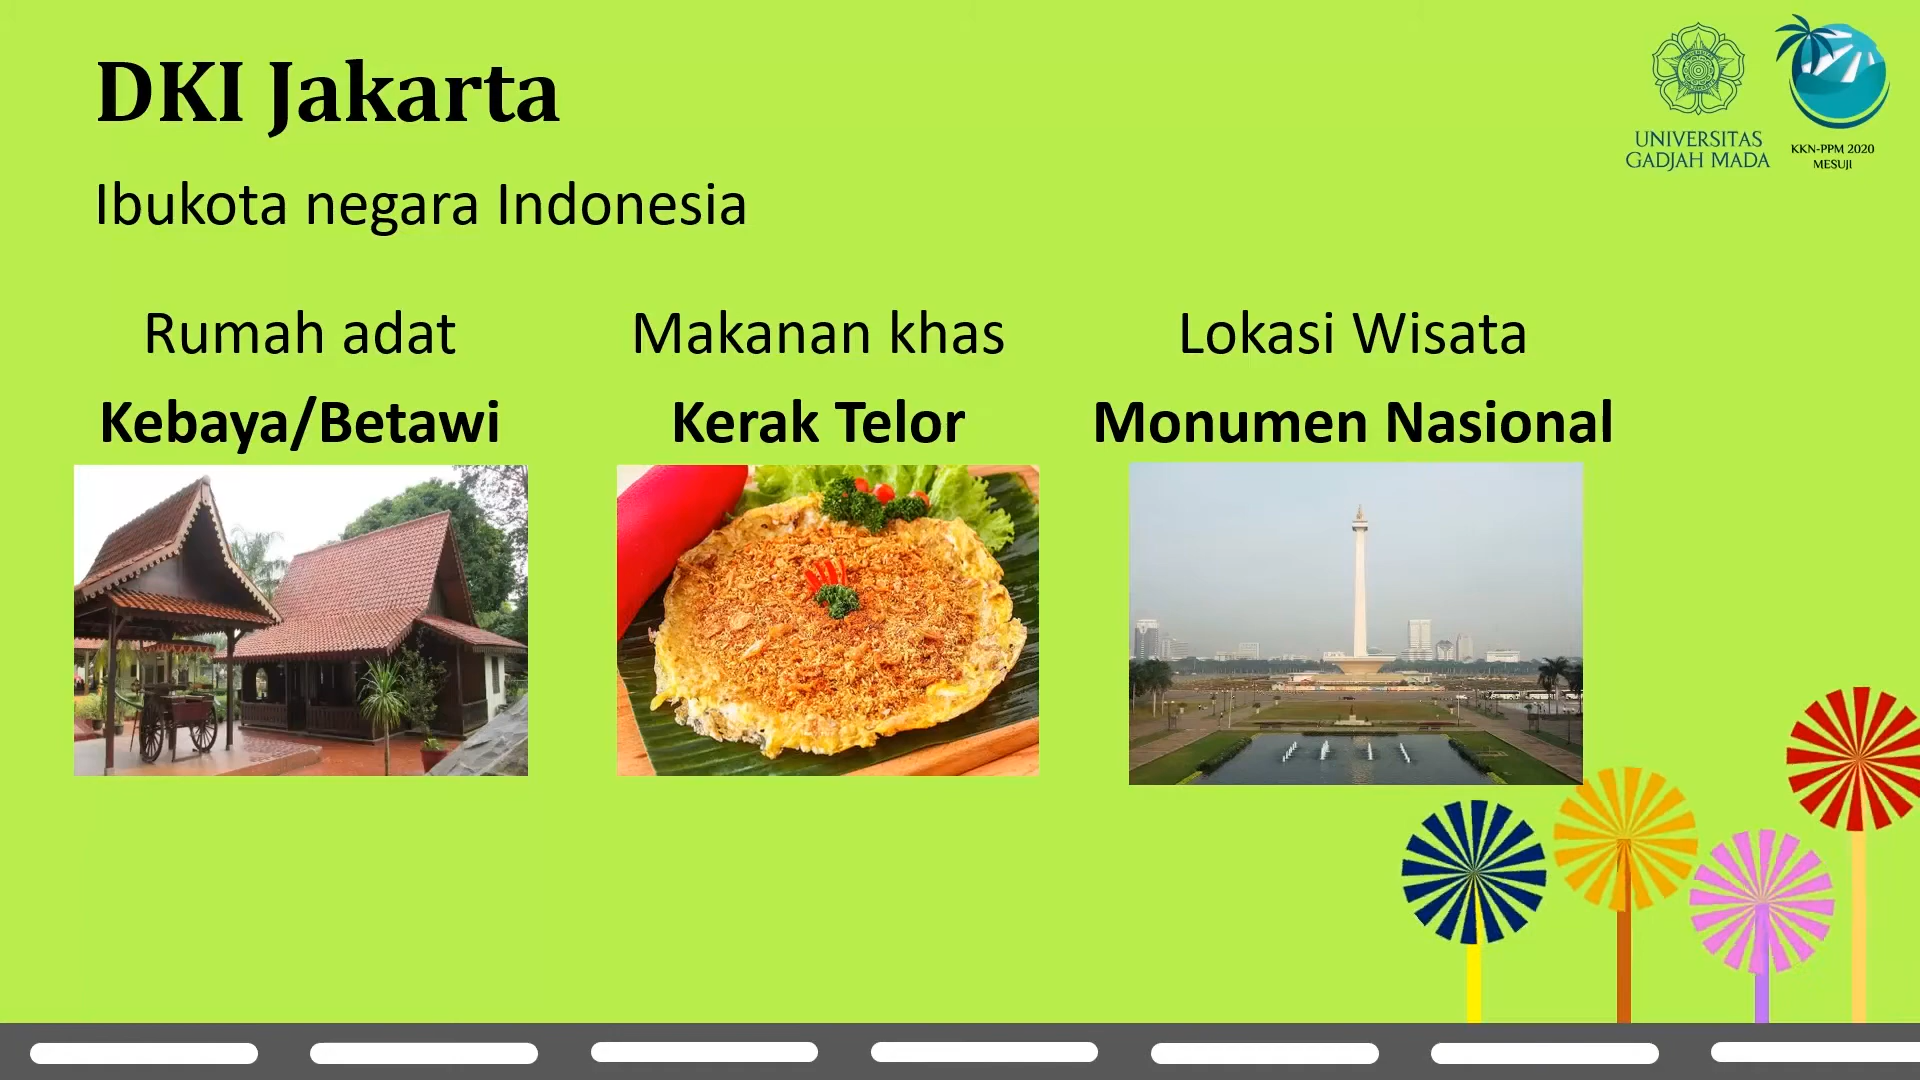 DKI Jakarta
Ibukota negara Indonesia
Rumah adat
Kebaya/Betawi
Makanan khas
Kerak Telor
Lokasi Wisata
Monumen Nasional
UNIVERSITAS
GADJAH MADA
KKN-PPM 2020
MESUJI